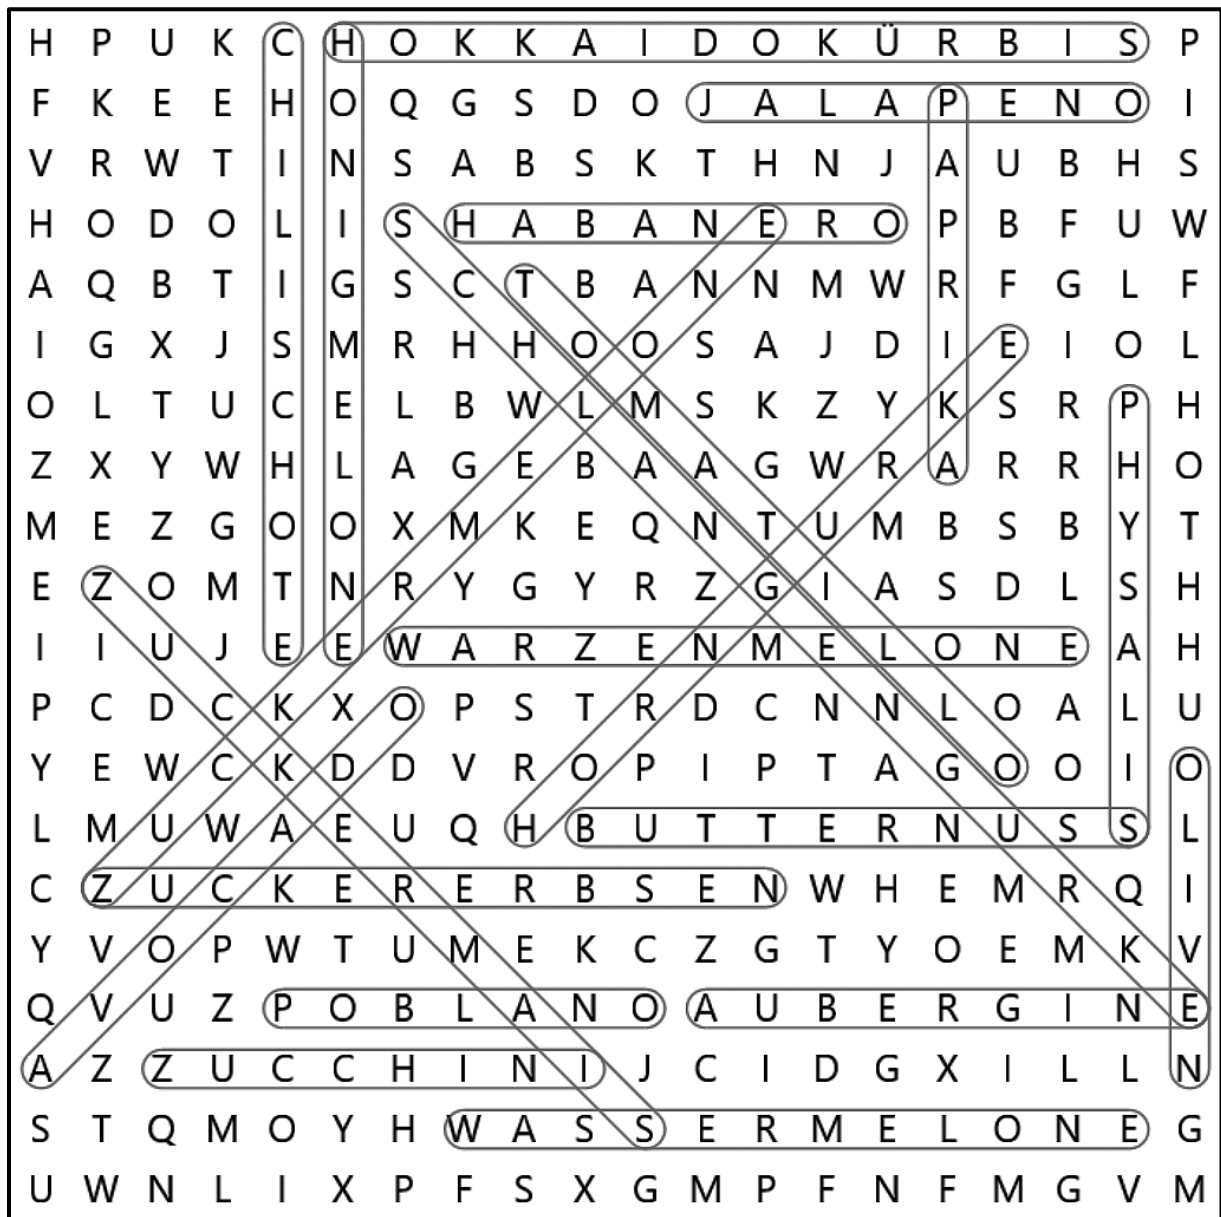 H P U K C H O K K A I D O K Ü R B I S P
F K E E H O Q G S D O J A L A P E N O I
V R W T I N S A B S K T H N J A U B H S
H O D O L I S H A B A N E R O P B F U W
A Q B T I G S C T B A N N M W R F G L F
I G X J S M R H H O O S A J D I E I O L
O L T U C E L B W L M S K Z Y K S R P H
Z X Y W H L A G E B A A G W R A R R H O
M E Z G O O X M K E Q N T U M B S B Y T
E Z O M T N R Y G Y R Z G I A S D L S H
I I U J E E W A R Z E N M E L O N E A H
P C D C K X O P S T R D C N N L O A L U
Y E W C K D D V R O P I P T A G O O I O
L M U W A E U Q H B U T T E R N U S S L
C Z U C K E R E R B S E N W H E M R Q I
Y V O P W T U M E K C Z G T Y O E M K V
Q V U Z P O B L A N O A U B E R G I N E
A Z Z U C C H I N I J C I D G X I L L N
S T Q M O Y H W A S S E R M E L O N E G
U W N L I X P F S X G M P F N F M G V M